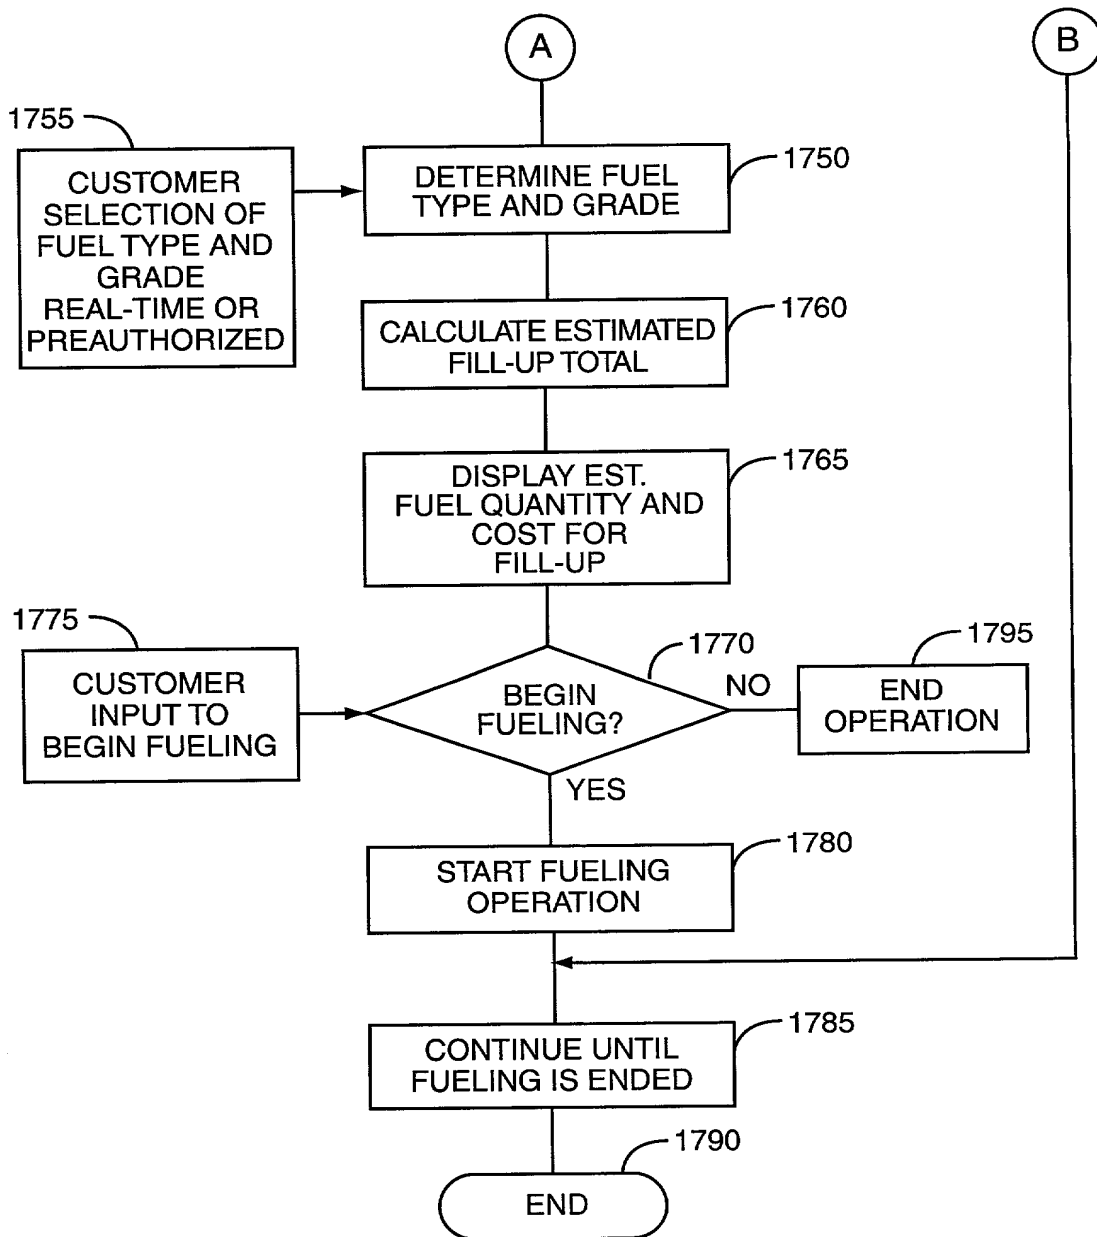 A
B
1755
CUSTOMER
SELECTION OF
FUEL TYPE AND
GRADE
REAL-TIME OR
PREAUTHORIZED
DETERMINE FUEL
TYPE AND GRADE
1750
CALCULATE ESTIMATED
FILL-UP TOTAL
1760
DISPLAY EST.
FUEL QUANTITY AND
COST FOR
FILL-UP
1765
1775
CUSTOMER
INPUT TO
BEGIN FUELING
BEGIN
FUELING?
1770
NO
1795
END
OPERATION
YES
START FUELING
OPERATION
1780
CONTINUE UNTIL
FUELING IS ENDED
1785
END
1790